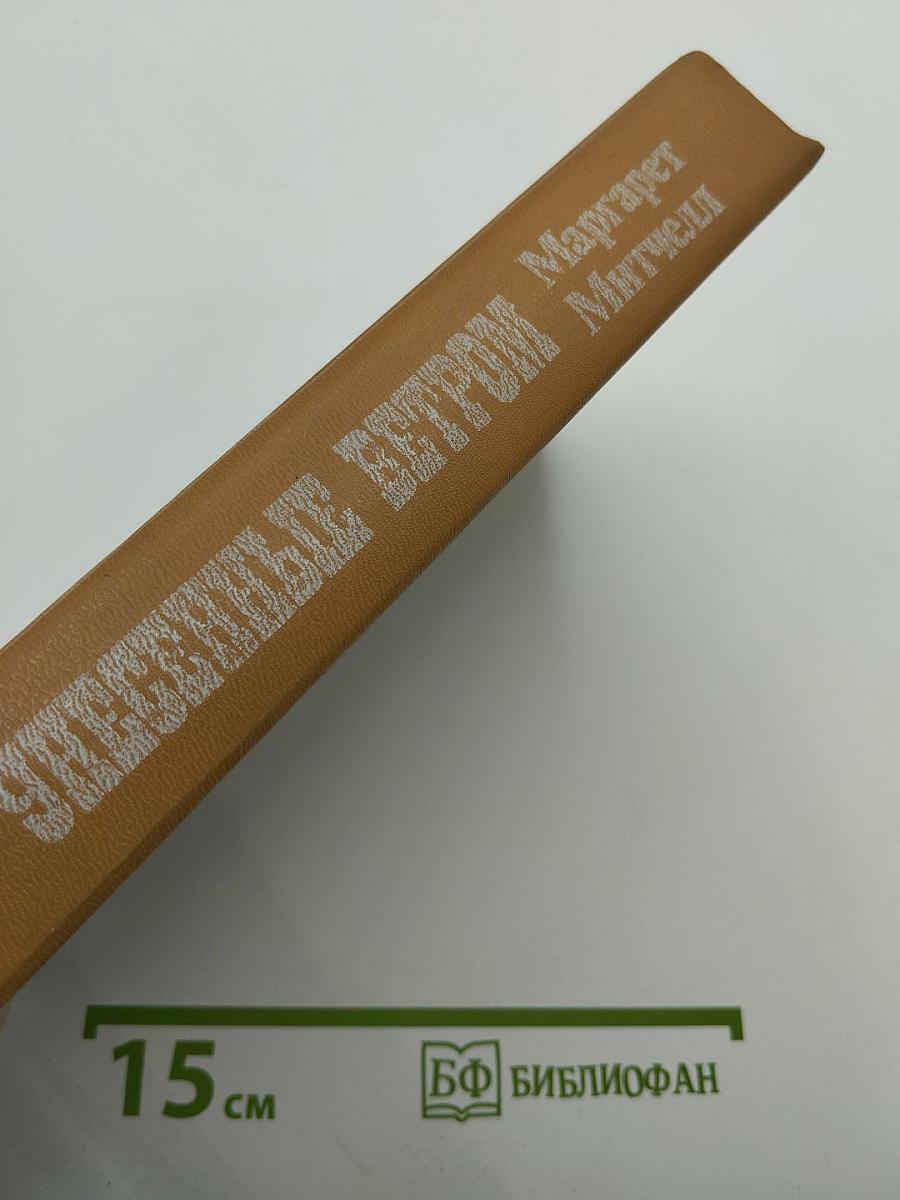 Маргарет
Митчелл
УНЕСЕННЫЕ ВЕТРОМ
15 см
БФ БИБЛИОФАН